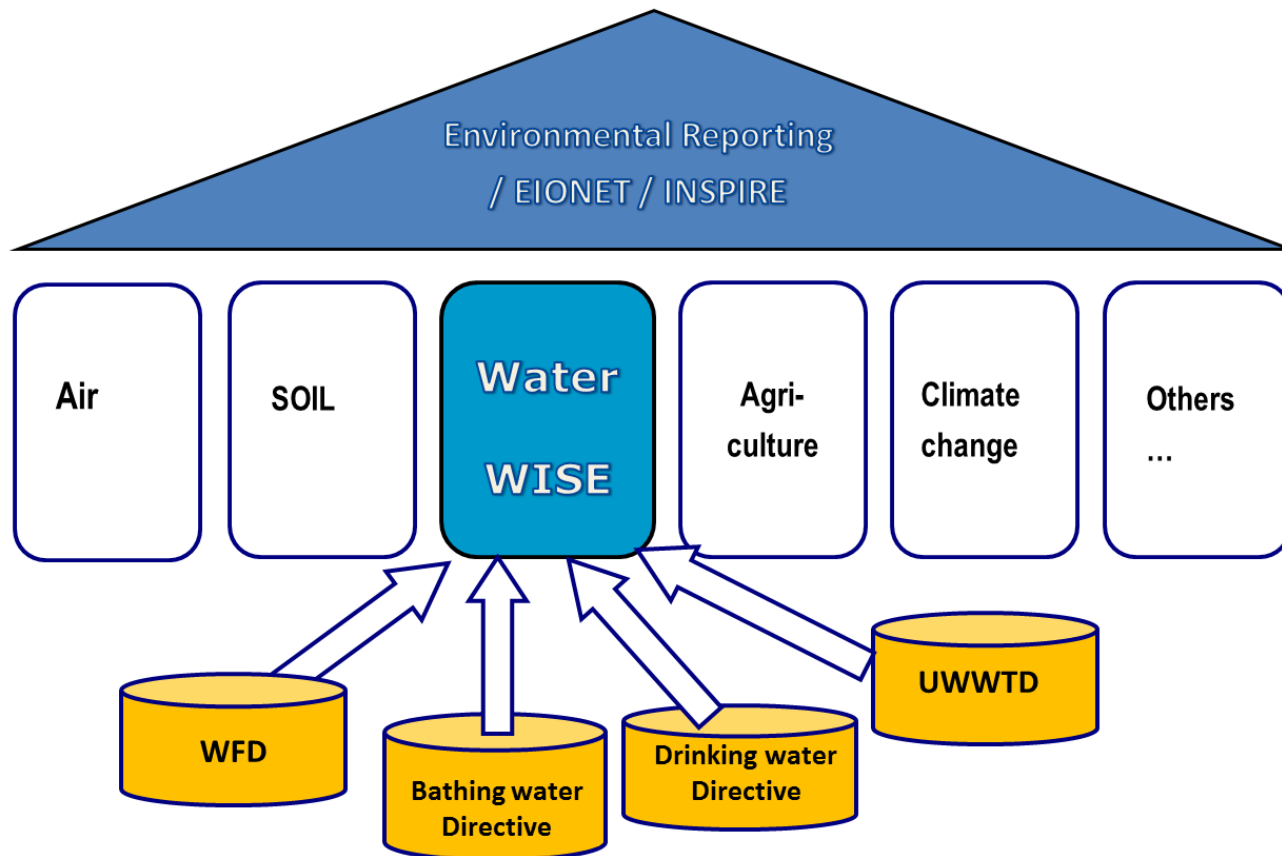 Environmental Reporting
/ EIONET / INSPIRE
Air
SOIL
Water
WISE
Agri-
culture
Climate
change
Others
...
WFD
Bathing water
Directive
Drinking water
Directive
UWWTD